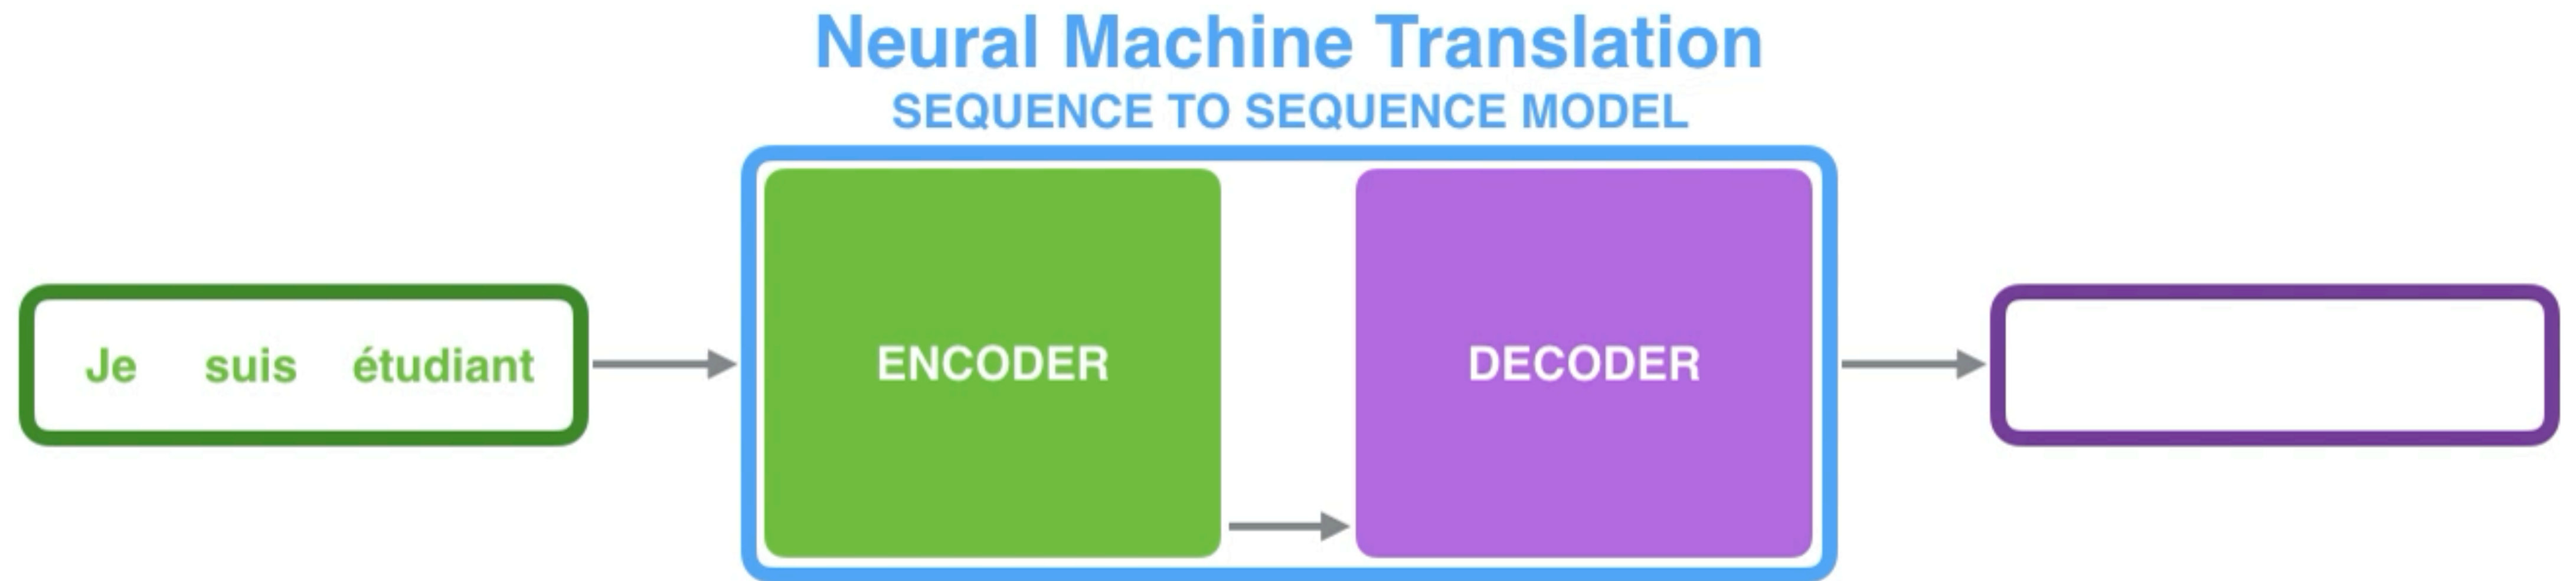 Neural Machine Translation
SEQUENCE TO SEQUENCE MODEL
Je suis étudiant
ENCODER
DECODER